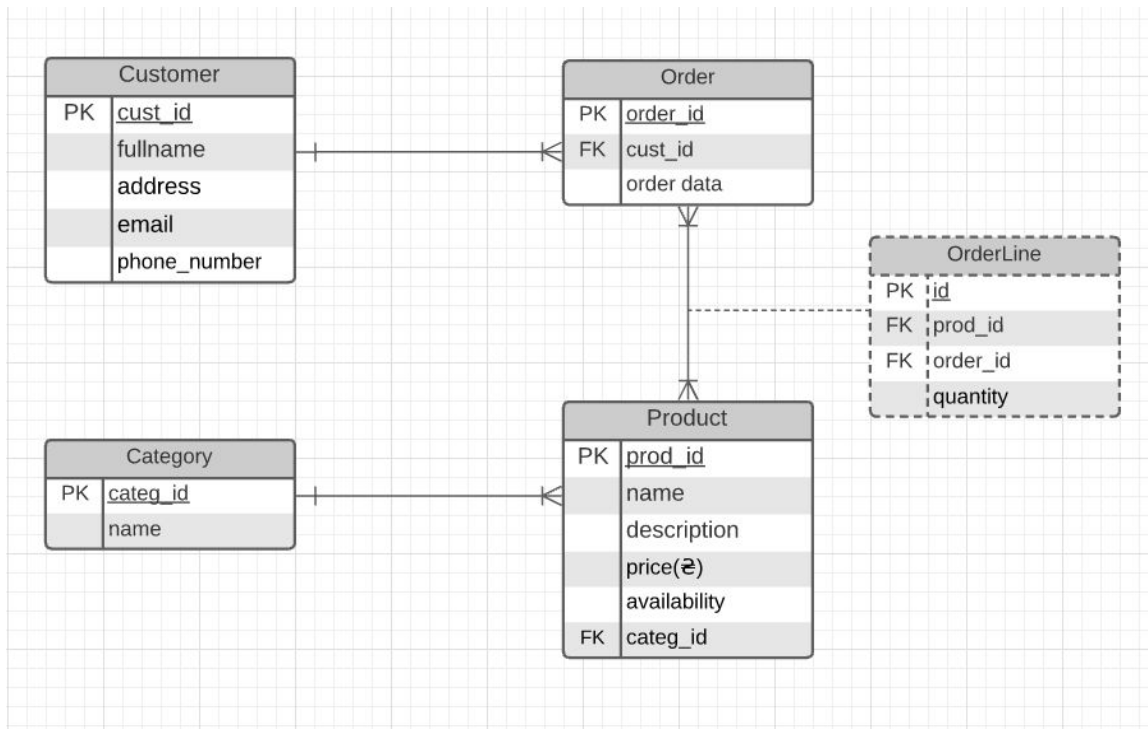 Customer
PK cust_id
fullname
address
email
phone_number
Order
PK order_id
FK cust_id
order data
OrderLine
PK id
FK prod_id
FK order_id
quantity
Category
PK categ_id
name
Product
PK prod_id
name
description
price(₴)
availability
FK categ_id